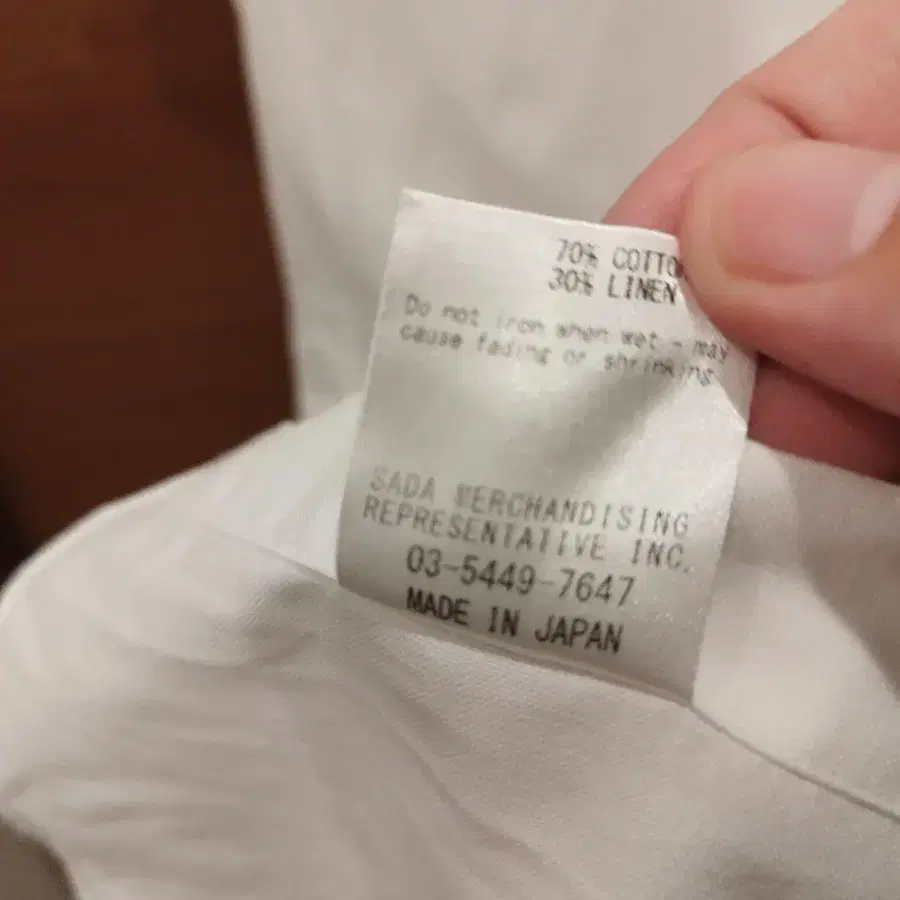 70% COTTO
30% LINEN
Do not iron when wet - may
cause fading or shrinking
SADA MERCHANDISING
REPRESENTATIVE INC.
03-5449-7647
MADE IN JAPAN